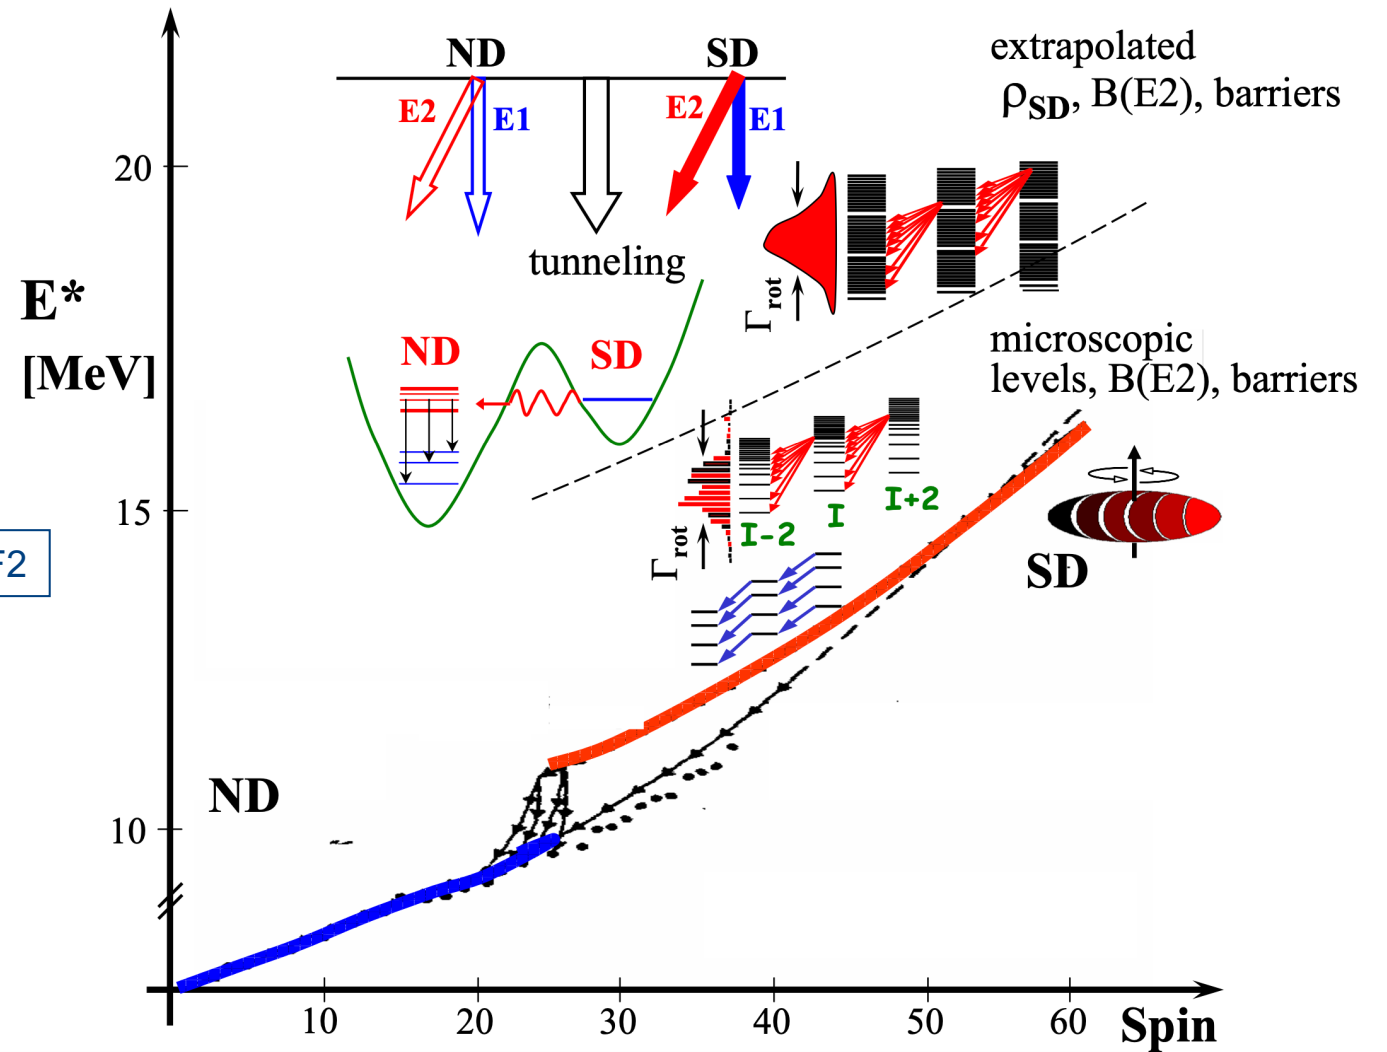 ND
SD
extrapolated
ρSD, B(E2), barriers
E2
E1
E2
E1
20
tunneling
E*
[MeV]
Γrot
microscopic
levels, B(E2), barriers
ND
SD
15
I-2
I
I+2
Γrot
F2
SD
ND
10
10
20
30
40
50
60
Spin